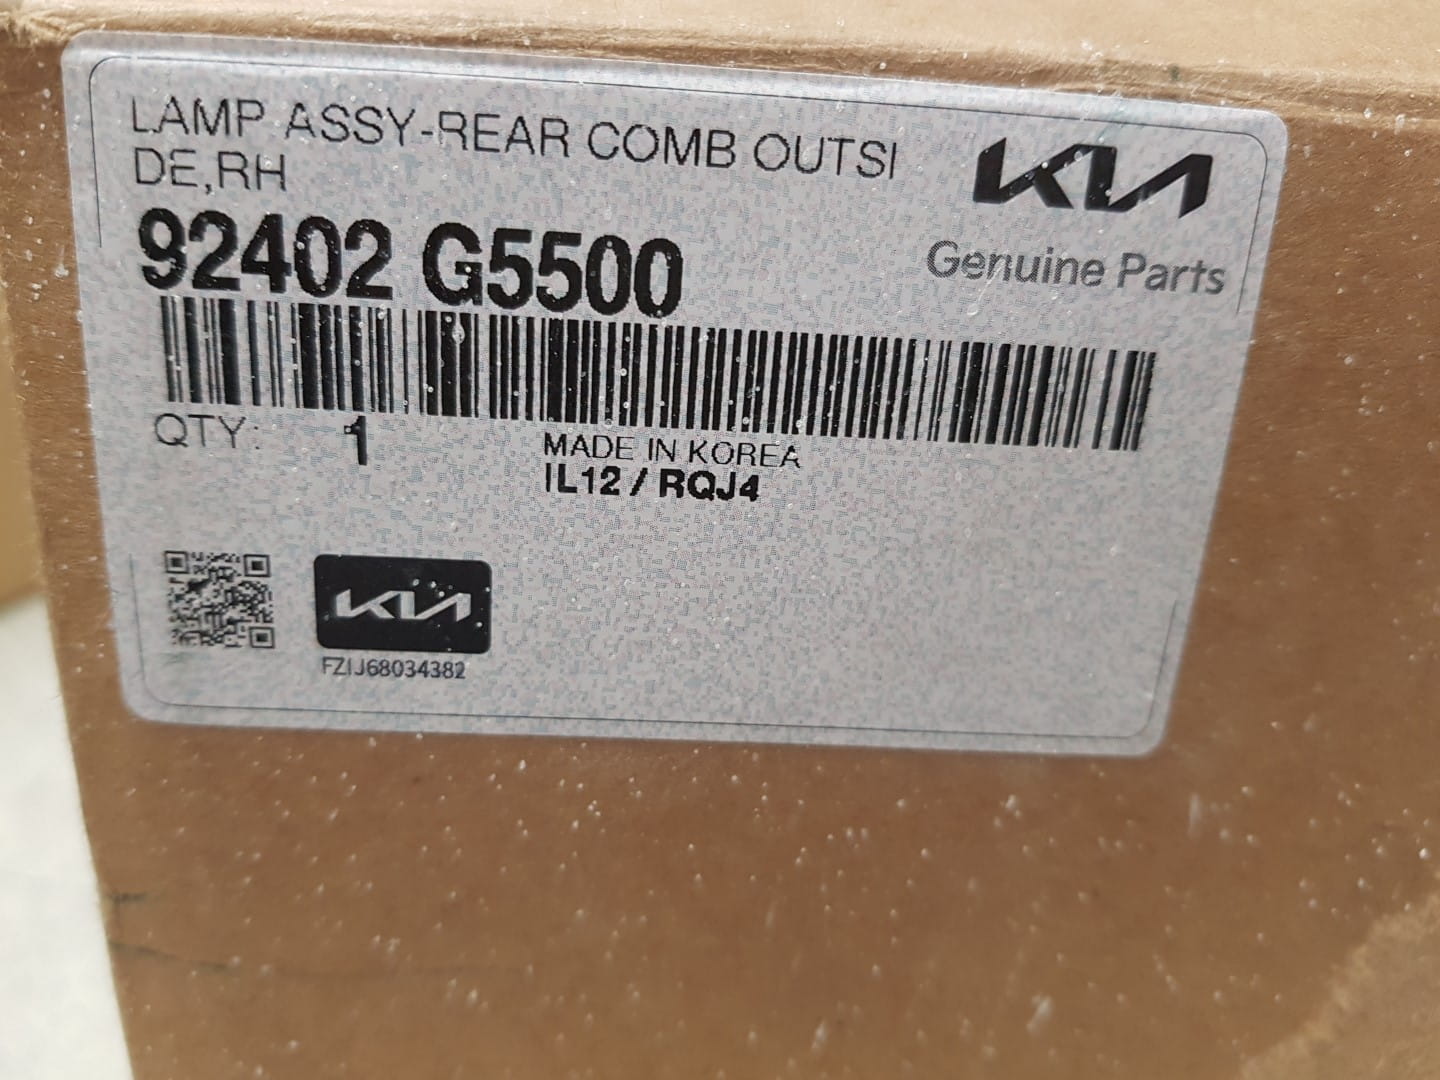 LAMP ASSY-REAR COMB OUTSI
DE,RH
KIA
Genuine Parts
92402 G5500
QTY: 1
MADE IN KOREA
IL12 / RQJ4
KIA
FZIJ68034382